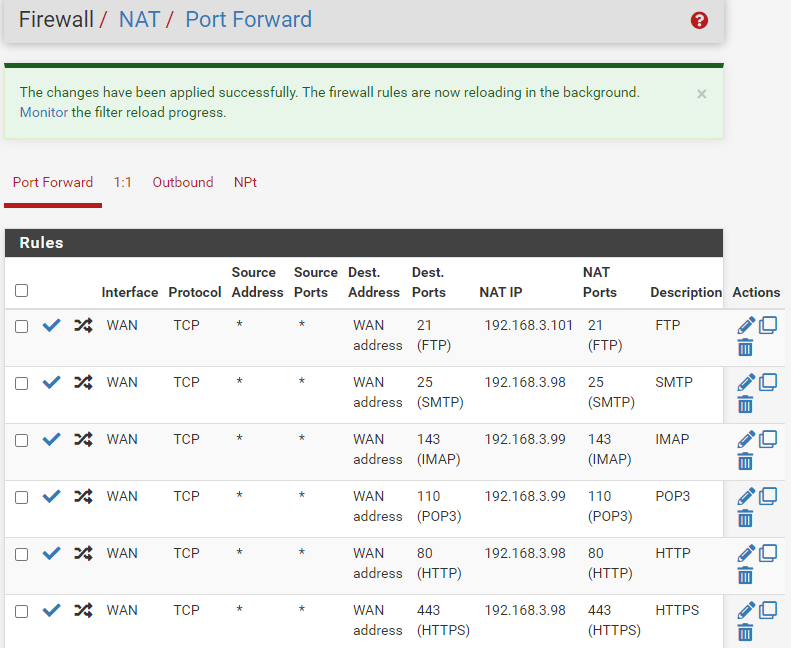 Firewall / NAT / Port Forward
The changes have been applied successfully. The firewall rules are now reloading in the background.
Monitor the filter reload progress.
×
Port Forward 1:1 Outbound NPt
Rules
Interface Protocol Source Address Source Ports Dest. Address Dest. Ports NAT IP NAT Ports Description Actions
WAN TCP * * WAN address 21 (FTP) 192.168.3.101 21 (FTP) FTP
WAN TCP * * WAN address 25 (SMTP) 192.168.3.98 25 (SMTP) SMTP
WAN TCP * * WAN address 143 (IMAP) 192.168.3.99 143 (IMAP) IMAP
WAN TCP * * WAN address 110 (POP3) 192.168.3.99 110 (POP3) POP3
WAN TCP * * WAN address 80 (HTTP) 192.168.3.98 80 (HTTP) HTTP
WAN TCP * * WAN address 443 (HTTPS) 192.168.3.98 443 (HTTPS) HTTPS